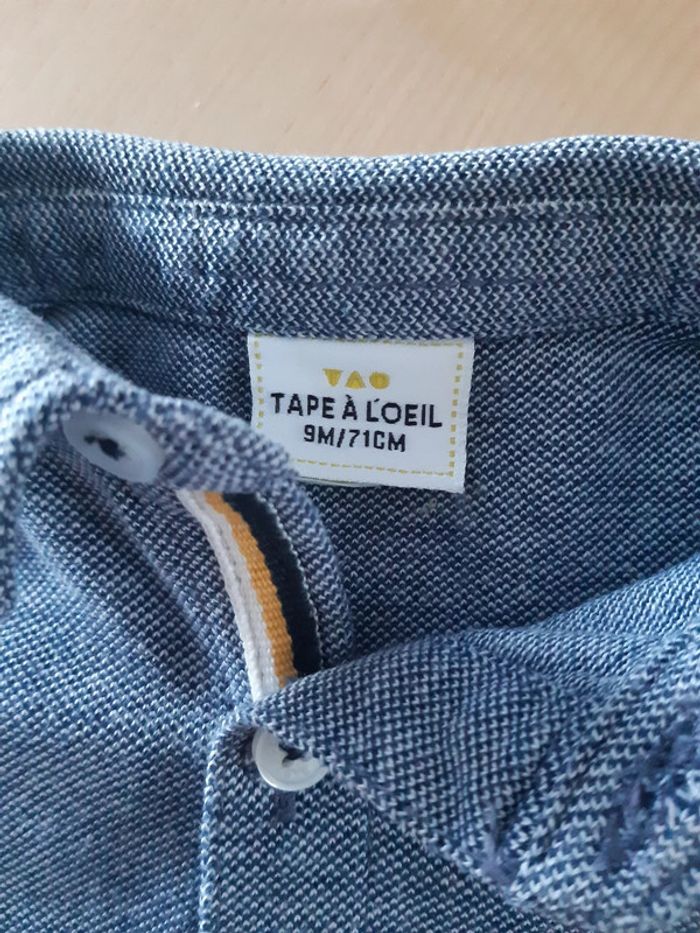 TAO
TAPE À L'OEIL
9M/71CM